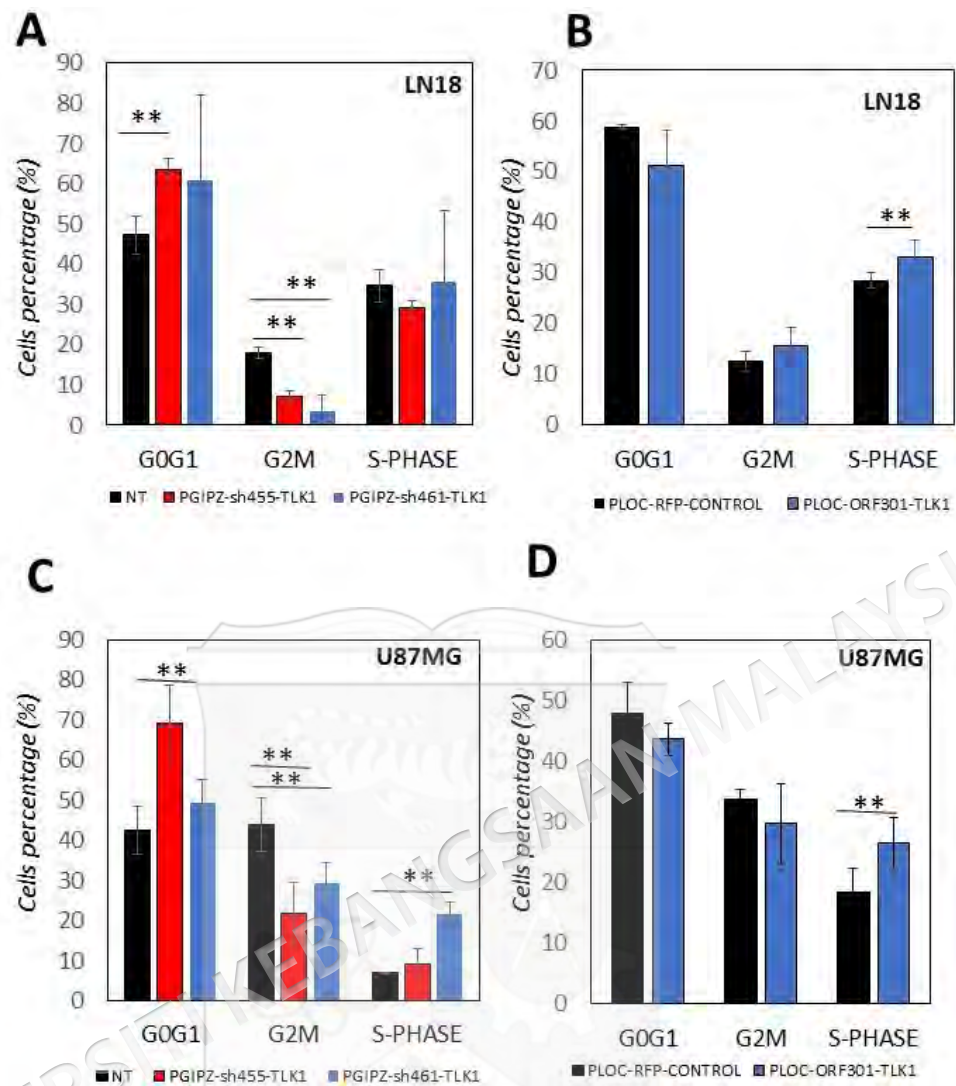 A
LN18
Cells percentage (%)
90
80
70
60
50
40
30
20
10
0
**
**
**
G0G1 G2M S-PHASE
NT PGIPZ-sh455-TLK1 PGIPZ-sh461-TLK1
B
LN18
Cells percentage (%)
70
60
50
40
30
20
10
0
**
G0G1 G2M S-PHASE
PLOC-RFP-CONTROL PLOC-ORF301-TLK1
C
U87MG
Cells percentage (%)
90
80
70
60
50
40
30
20
10
0
**
**
**
**
G0G1 G2M S-PHASE
NT PGIPZ-sh455-TLK1 PGIPZ-sh461-TLK1
D
U87MG
Cells percentage (%)
60
50
40
30
20
10
0
**
G0G1 G2M S-PHASE
PLOC-RFP-CONTROL PLOC-ORF301-TLK1
ERSITI KEBANGSAAN MALAYSI